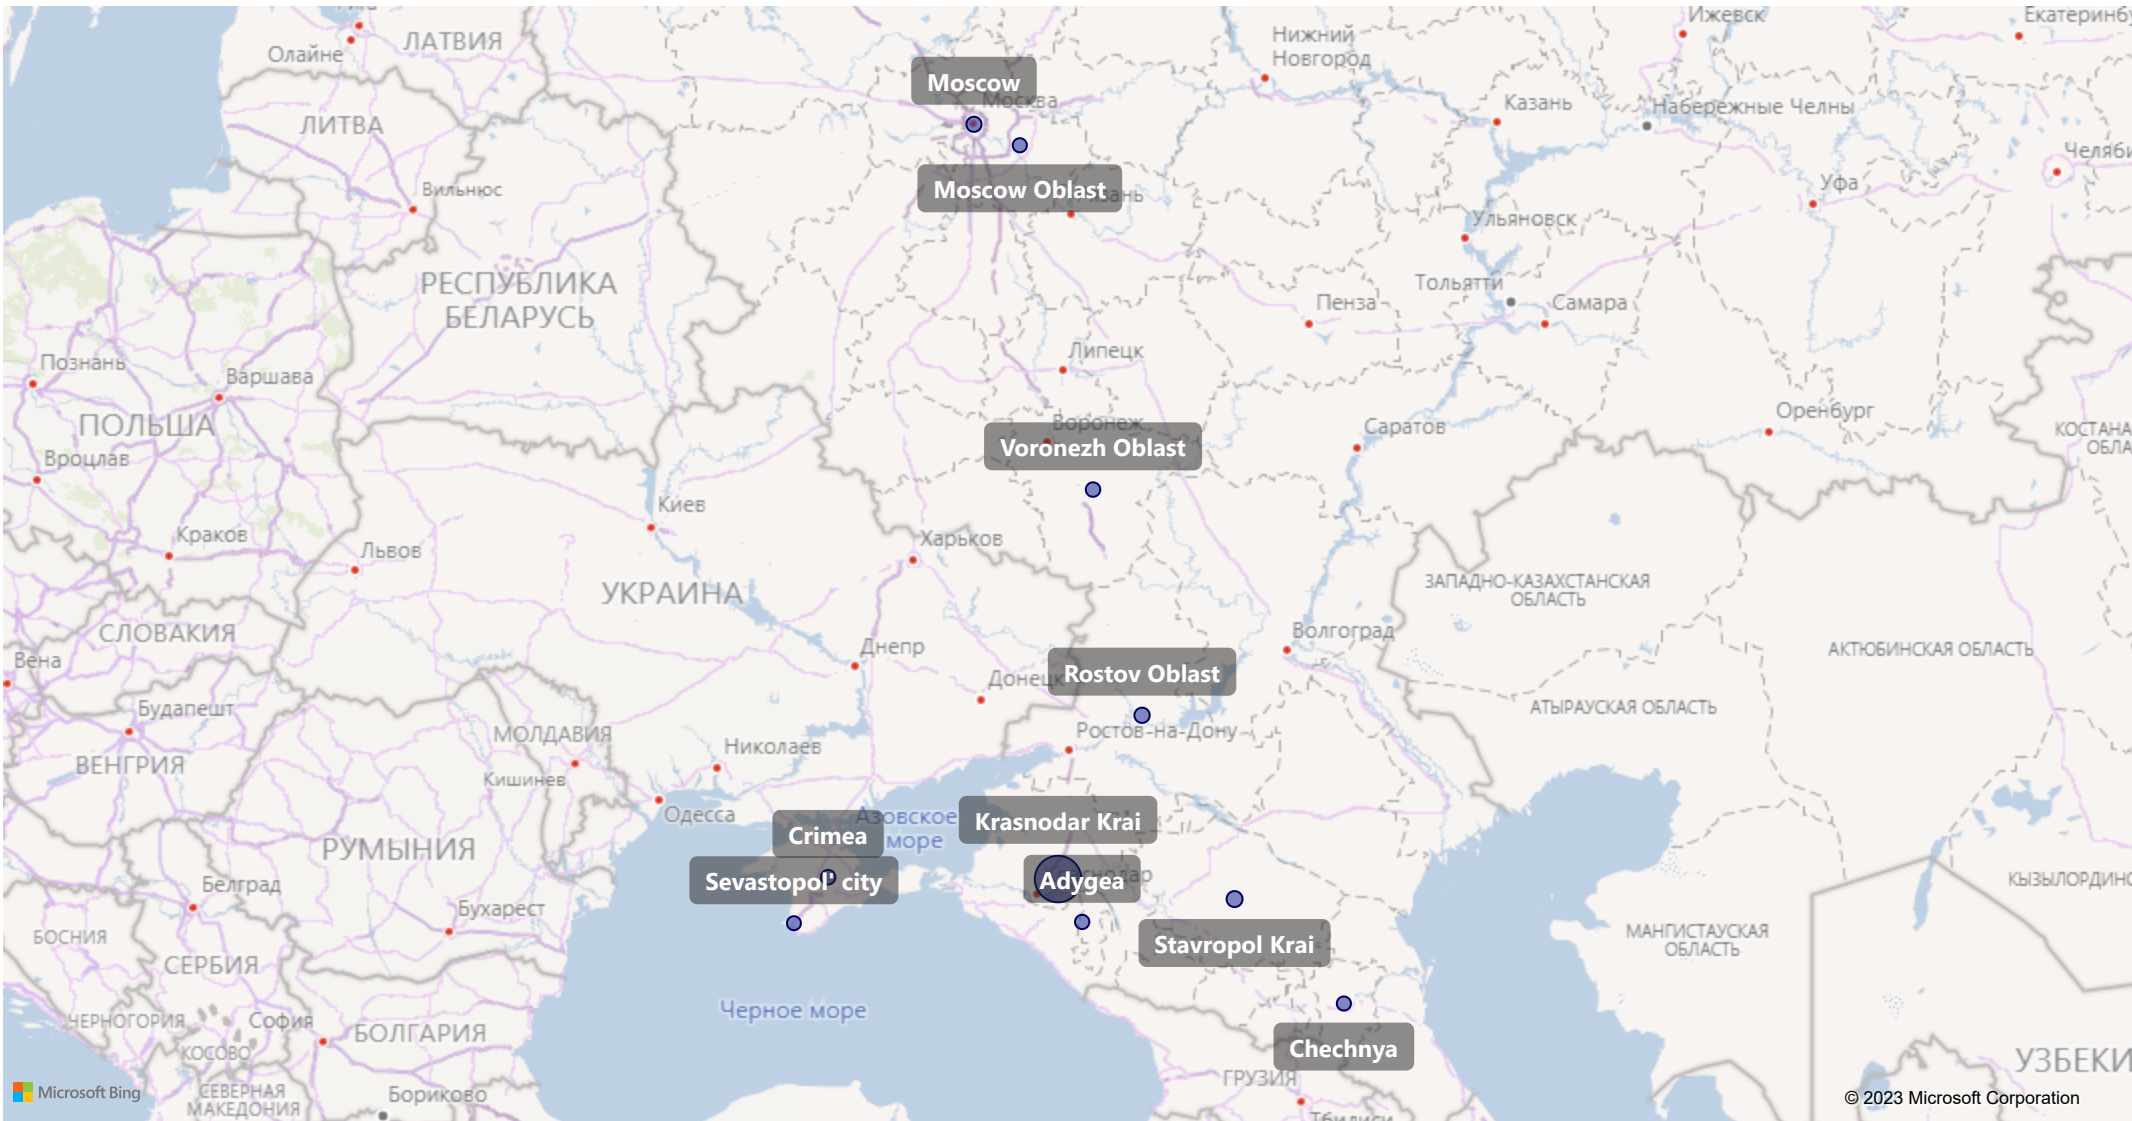 Рига
Ижевск
Екатеринбу
Олайне
ЛАТВИЯ
Нижний
Новгород
Moscow
Москва
Казань
Набережные Челны
ЛИТВА
Челяби
Вильнюс
Moscow Oblast
Уфа
Ульяновск
РЕСПУБЛИКА
БЕЛАРУСЬ
Тольятти
Самара
Пенза
Познань
Варшава
Липецк
ПОЛЬША
Воронеж
Voronezh Oblast
Саратов
Оренбург
КОСТАНА
ОБЛА
Вроцлав
Киев
Краков
Львов
Харьков
УКРАИНА
ЗАПАДНО-КАЗАХСТАНСКАЯ
ОБЛАСТЬ
СЛОВАКИЯ
Вена
Днепр
Волгоград
АКТЮБИНСКАЯ ОБЛАСТЬ
Донецк
Rostov Oblast
Будапешт
МОЛДАВИЯ
Николаев
Ростов-на-Дону
АТЫРАУСКАЯ ОБЛАСТЬ
ВЕНГРИЯ
Кишинев
Одесса
Crimea
Азовское
море
Krasnodar Krai
РУМЫНИЯ
Sevastopol' city
Adygea
Белград
КЫЗЫЛОРДИНС
Бухарест
БОСНИЯ
СЕРБИЯ
Stavropol Krai
МАНГИСТАУСКАЯ
ОБЛАСТЬ
Черное море
ЧЕРНОГОРИЯ
София
БОЛГАРИЯ
КОСОВО
Chechnya
УЗБЕКИ
ГРУЗИЯ
Microsoft Bing
СЕВЕРНАЯ
МАКЕДОНИЯ
Бориково
© 2023 Microsoft Corporation
Тбилиси